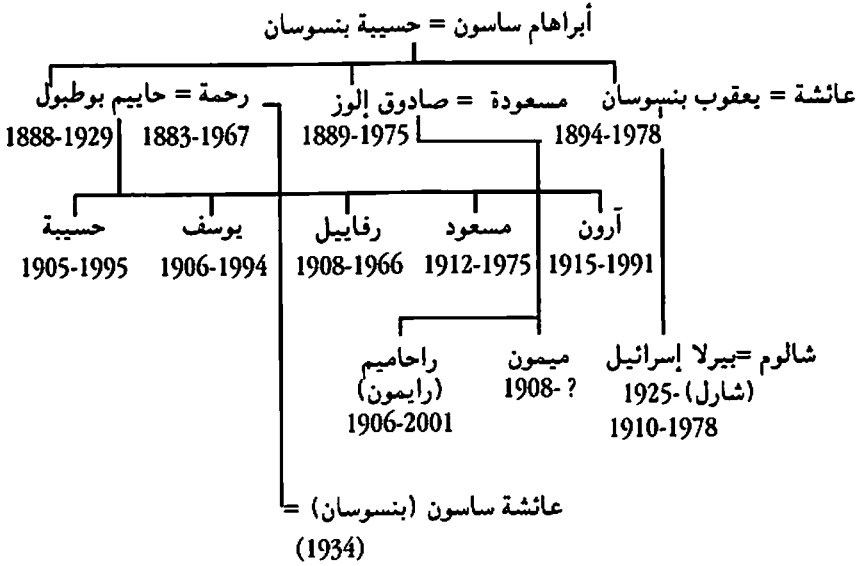 أبراهام ساسون = حسيبة بنسوسان
عائشة = يعقوب بنسوسان
مسعودة = صادوق إلوز
رحمة = حاييم بوطبول
1894-1978
1889-1975
1883-1967
1888-1929
آرون
مسعود
رفاييل
يوسف
حسيبة
1915-1991
1912-1975
1908-1966
1906-1994
1905-1995
شالوم =بيرلا إسرائيل
ميمون
راحاميم
(شارل) -1925
1908- ?
(رايمون)
1910-1978
1906-2001
عائشة ساسون (بنسوسان) =
(1934)